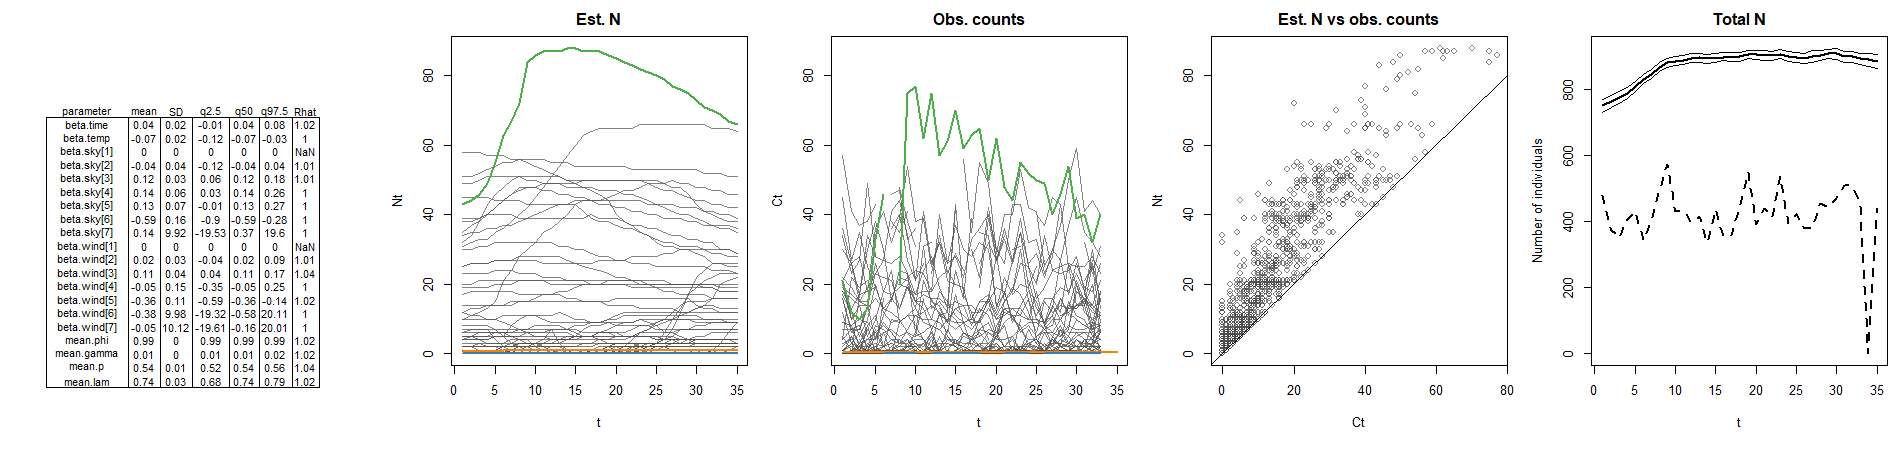 Est. N
Obs. counts
Est. N vs obs. counts
Total N
parameter mean SD q2.5 q50 q97.5 Rhat
beta.time 0.04 0.02 -0.01 0.04 0.08 1.02
beta.temp -0.07 0.02 -0.12 -0.07 -0.03 1
beta.sky[1] 0 0 0 0 0 NaN
beta.sky[2] -0.04 0.04 -0.12 -0.04 0.04 1.01
beta.sky[3] 0.12 0.03 0.06 0.12 0.18 1.01
beta.sky[4] 0.14 0.06 0.03 0.14 0.26 1
beta.sky[5] 0.13 0.07 -0.01 0.13 0.27 1
beta.sky[6] -0.59 0.16 -0.9 -0.59 -0.28 1
beta.sky[7] 0.14 9.92 -19.53 0.37 19.6 1
beta.wind[1] 0 0 0 0 0 NaN
beta.wind[2] 0.02 0.03 -0.04 0.02 0.09 1.01
beta.wind[3] 0.11 0.04 0.04 0.11 0.17 1.04
beta.wind[4] -0.05 0.15 -0.35 -0.05 0.25 1
beta.wind[5] -0.36 0.11 -0.59 -0.36 -0.14 1.02
beta.wind[6] -0.38 9.98 -19.32 -0.58 20.11 1
beta.wind[7] -0.05 10.12 -19.61 -0.16 20.01 1
mean.phi 0.99 0 0.99 0.99 0.99 1.02
mean.gamma 0.01 0 0.01 0.01 0.02 1.02
mean.p 0.54 0.01 0.52 0.54 0.56 1.04
mean.lam 0.74 0.03 0.68 0.74 0.79 1.02
Nt
0 20 40 60 80
0 5 10 15 20 25 30 35
t
Ct
0 20 40 60 80
0 5 10 15 20 25 30 35
t
Nt
0 20 40 60 80
0 20 40 60 80
Ct
Number of individuals
0 200 400 600 800
0 5 10 15 20 25 30 35
t